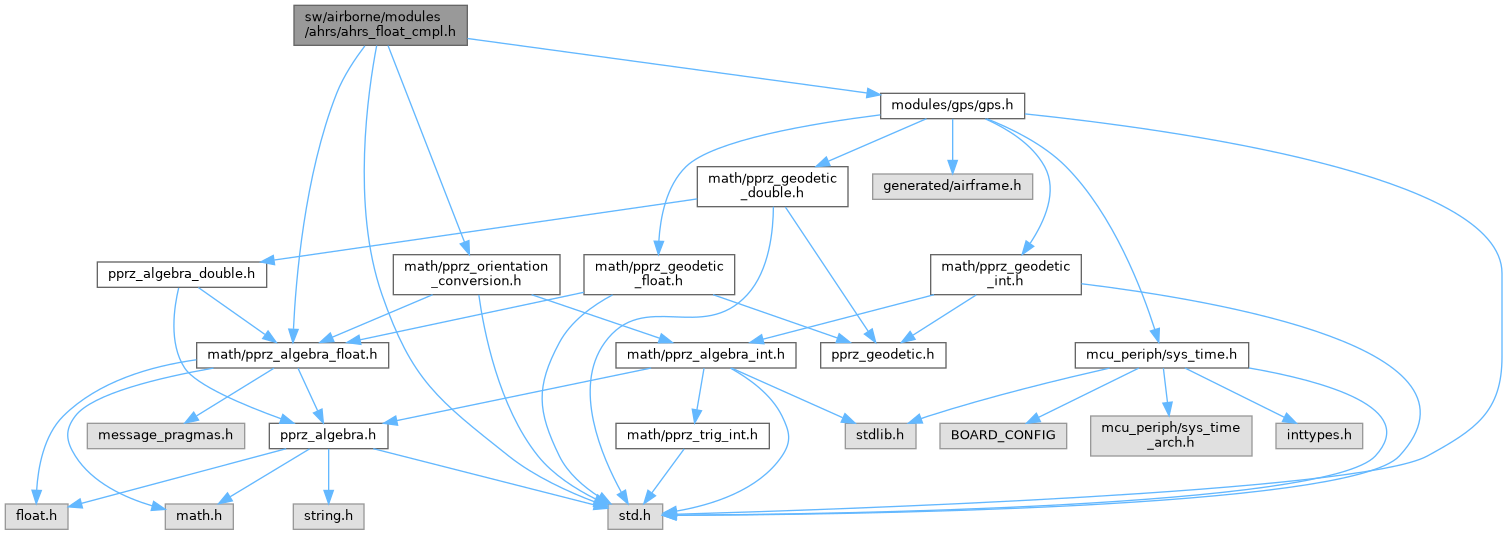 sw/airborne/modules
/ahrs/ahrs_float_cmpl.h
modules/gps/gps.h
math/pprz_geodetic
_double.h
generated/airframe.h
pprz_algebra_double.h
math/pprz_orientation
_conversion.h
math/pprz_geodetic
_float.h
math/pprz_geodetic
_int.h
math/pprz_algebra_float.h
math/pprz_algebra_int.h
pprz_geodetic.h
mcu_periph/sys_time.h
message_pragmas.h
pprz_algebra.h
math/pprz_trig_int.h
stdlib.h
BOARD_CONFIG
mcu_periph/sys_time
_arch.h
inttypes.h
float.h
math.h
string.h
std.h